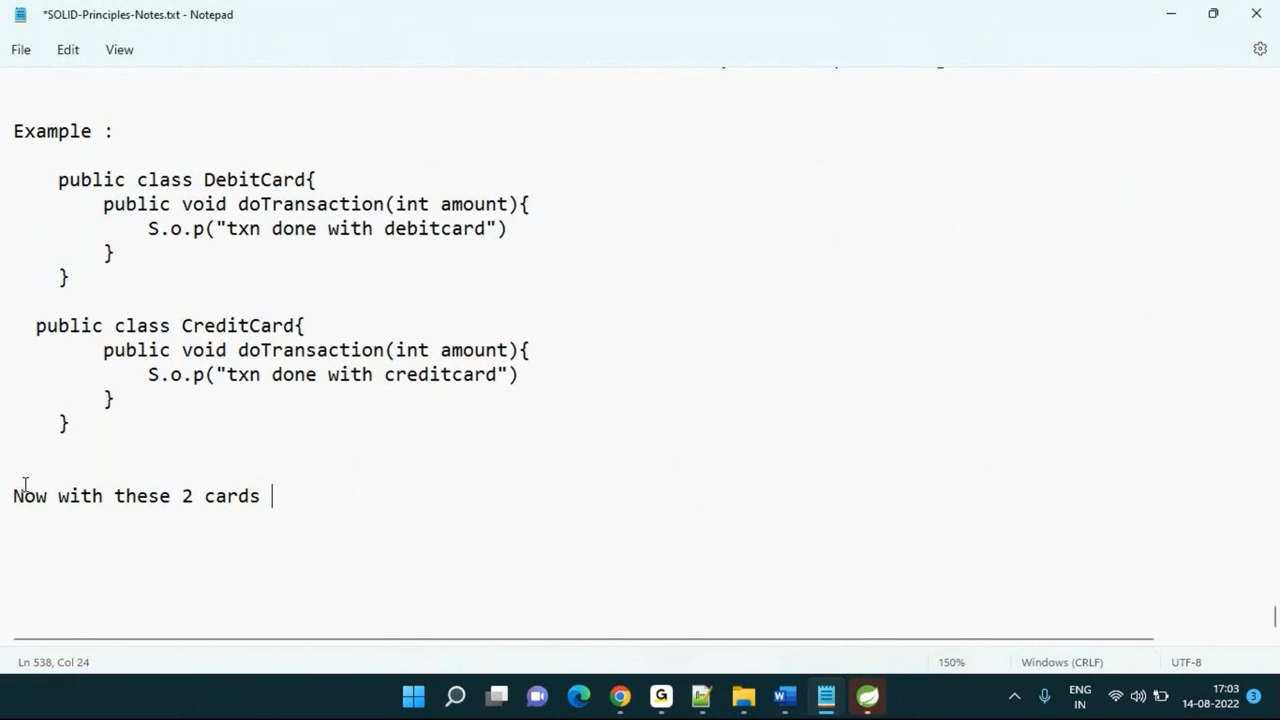 *SOLID-Principles-Notes.txt - Notepad
File Edit View
Example :
public class DebitCard{
public void doTransaction(int amount){
S.o.p("txn done with debitcard")
}
}
public class CreditCard{
public void doTransaction(int amount){
S.o.p("txn done with creditcard")
}
}
Now with these 2 cards
Ln 538, Col 24 150% Windows (CRLF) UTF-8
ENG 17:03
IN 14-08-2022 3